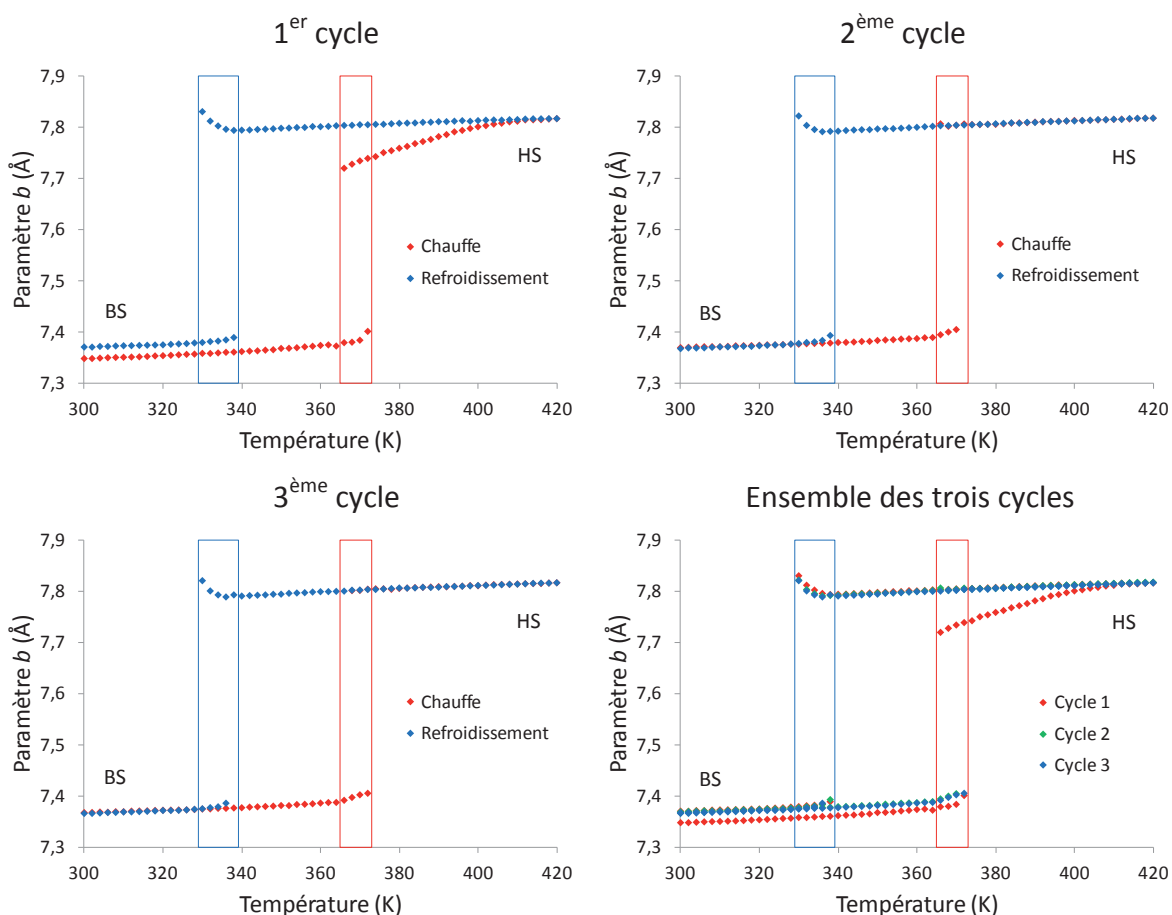 1er cycle
7,9
7,8
7,7
7,6
7,5
7,4
7,3
Paramètre b (Å)
HS
Chauffe
Refroidissement
BS
300 320 340 360 380 400 420
Température (K)
2ème cycle
7,9
7,8
7,7
7,6
7,5
7,4
7,3
Paramètre b (Å)
HS
Chauffe
Refroidissement
BS
300 320 340 360 380 400 420
Température (K)
3ème cycle
7,9
7,8
7,7
7,6
7,5
7,4
7,3
Paramètre b (Å)
HS
Chauffe
Refroidissement
BS
300 320 340 360 380 400 420
Température (K)
Ensemble des trois cycles
7,9
7,8
7,7
7,6
7,5
7,4
7,3
Paramètre b (Å)
HS
Cycle 1
Cycle 2
Cycle 3
BS
300 320 340 360 380 400 420
Température (K)